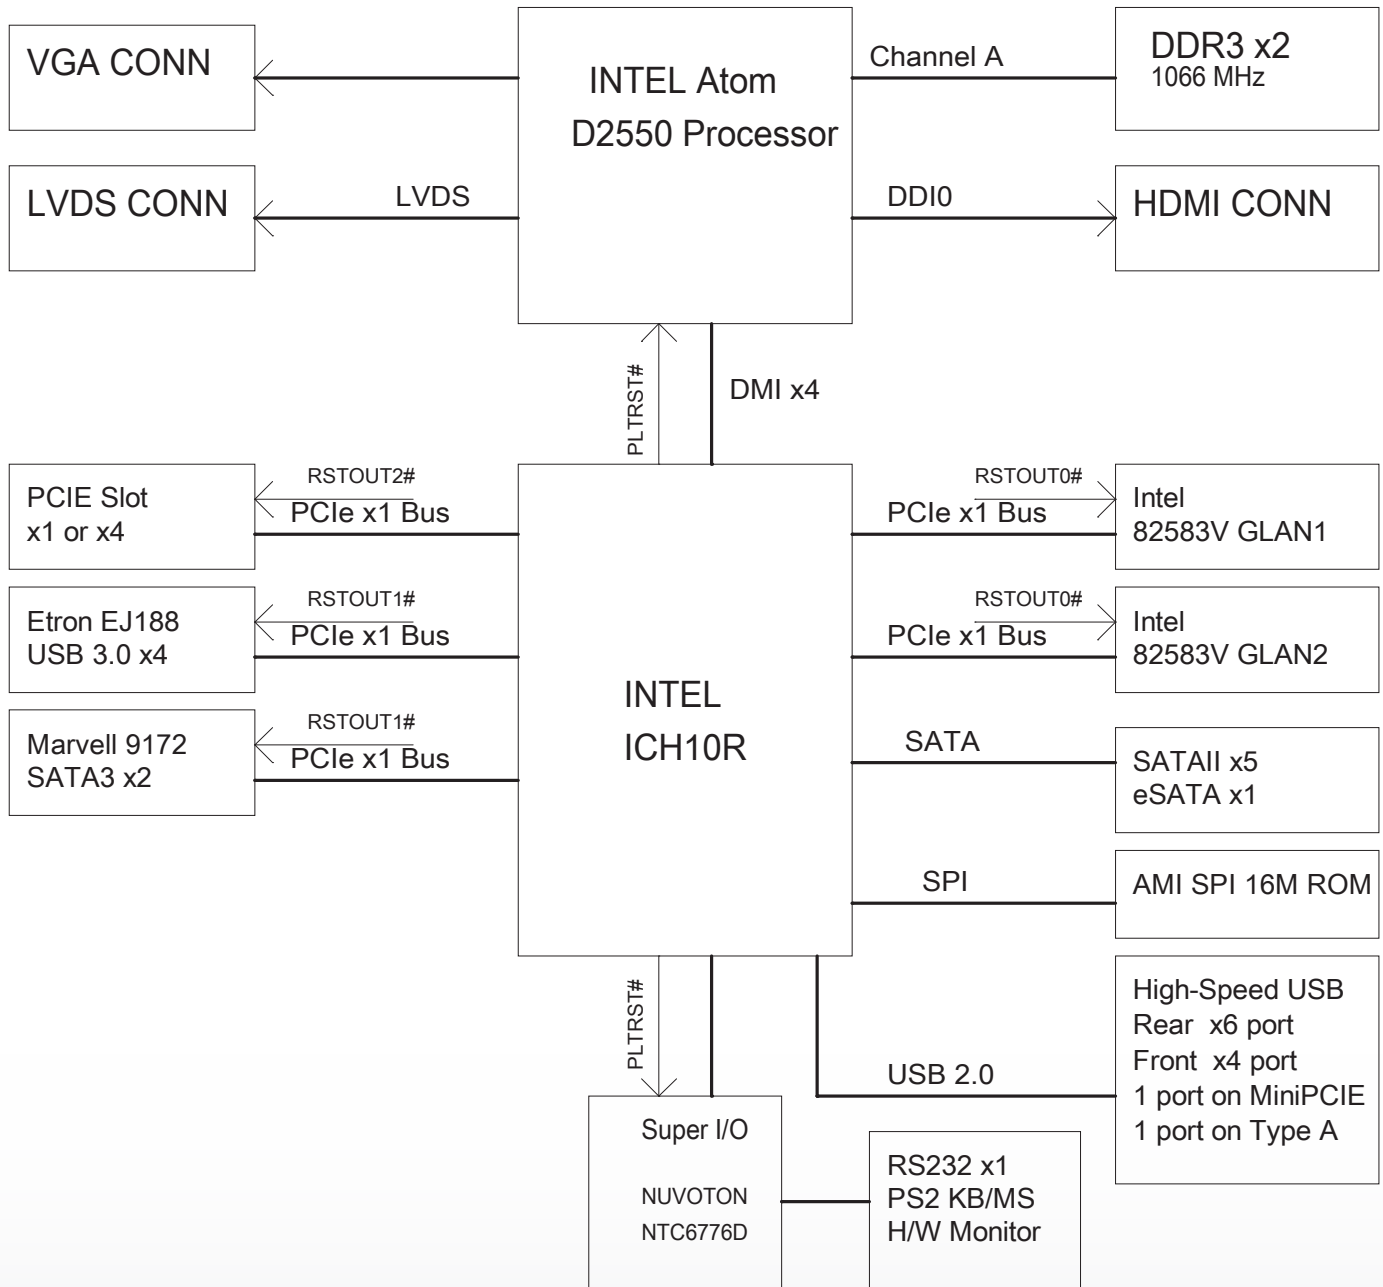 VGA CONN
INTEL Atom
D2550 Processor
Channel A
DDR3 x2
1066 MHz
LVDS CONN
LVDS
DDI0
HDMI CONN
PLTRST#
DMI x4
PCIE Slot
x1 or x4
RSTOUT2#
PCIe x1 Bus
RSTOUT0#
PCIe x1 Bus
Intel
82583V GLAN1
Etron EJ188
USB 3.0 x4
RSTOUT1#
PCIe x1 Bus
RSTOUT0#
PCIe x1 Bus
Intel
82583V GLAN2
Marvell 9172
SATA3 x2
RSTOUT1#
PCIe x1 Bus
INTEL
ICH10R
SATA
SATAII x5
eSATA x1
SPI
AMI SPI 16M ROM
PLTRST#
USB 2.0
High-Speed USB
Rear  x6 port
Front  x4 port
1 port on MiniPCIE
1 port on Type A
Super I/O
NUVOTON
NTC6776D
RS232 x1
PS2 KB/MS
H/W Monitor